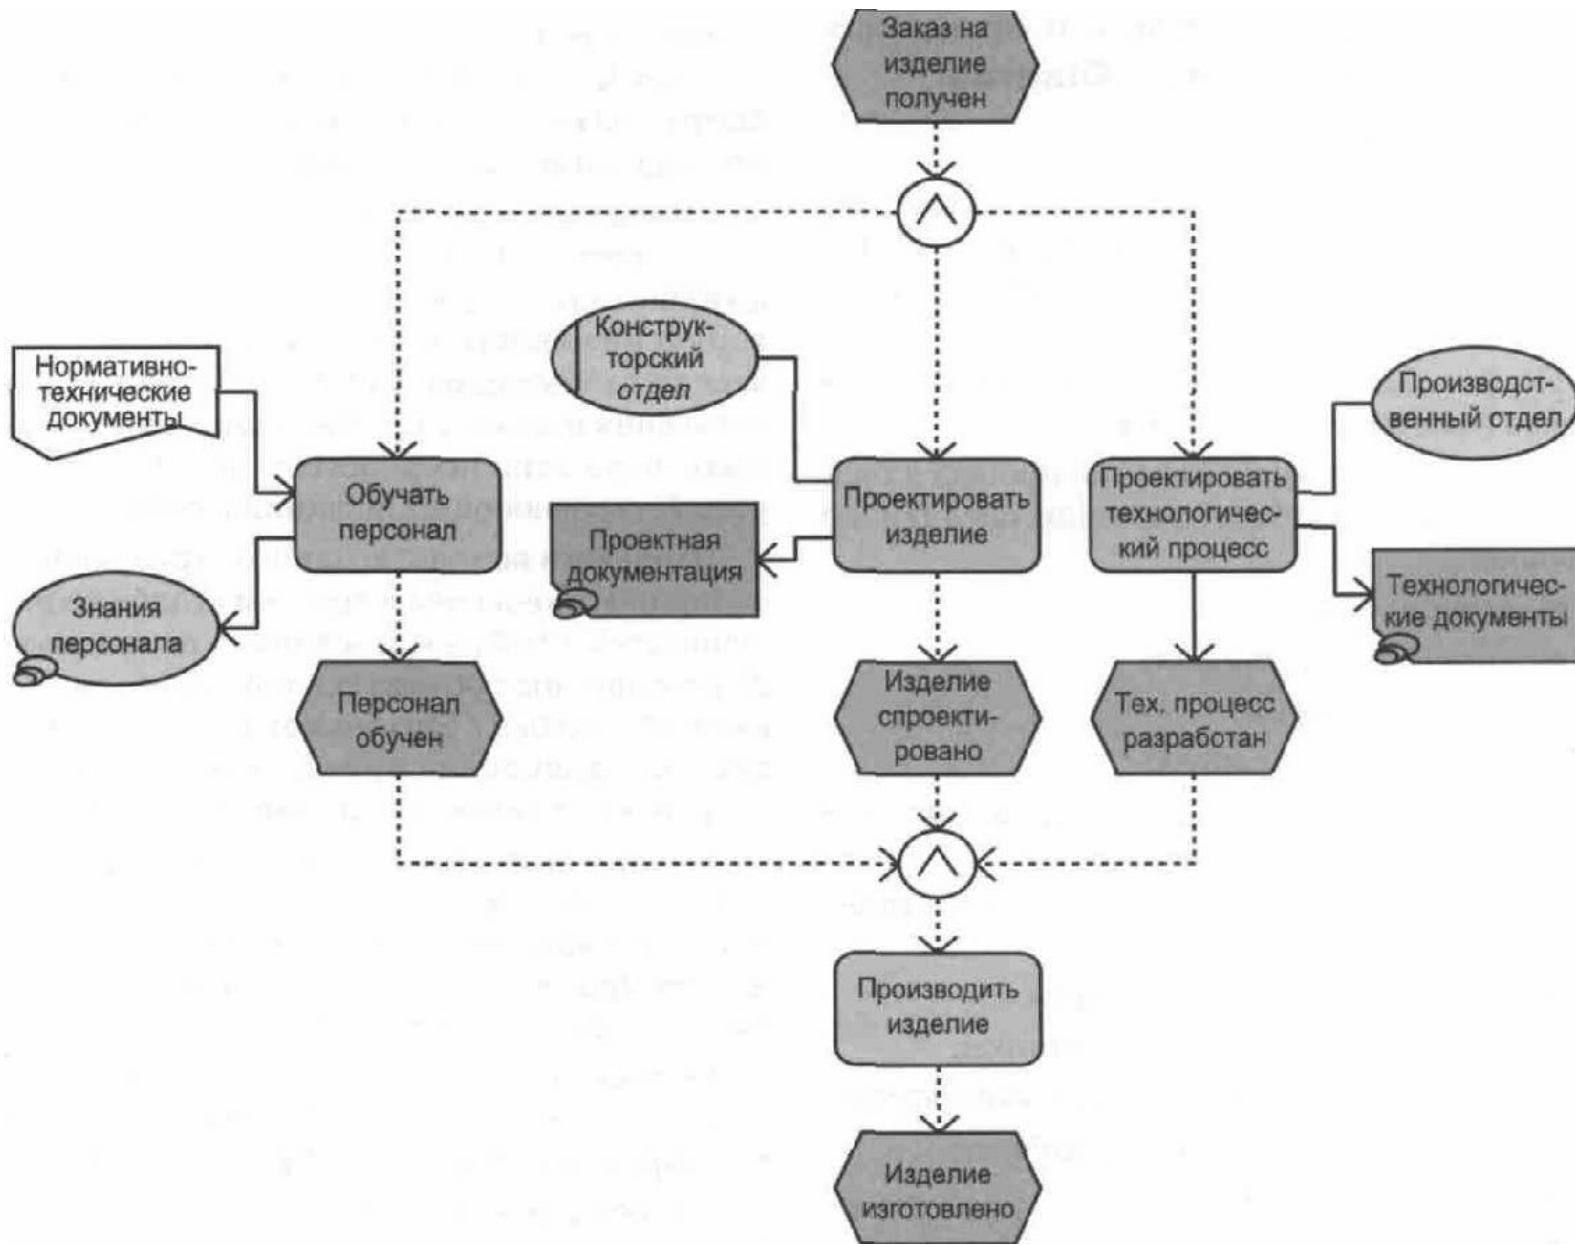 Заказ на
изделие
получен
Конструк-
торский
отдел
Нормативно-
технические
документы
Производст-
венный отдел
Обучать
персонал
Проектировать
изделие
Проектировать
технологичес-
кий процесс
Проектная
документация
Знания
персонала
Технологичес-
кие документы
Персонал
обучен
Изделие
спроекти-
ровано
Тех. процесс
разработан
Производить
изделие
Изделие
изготовлено